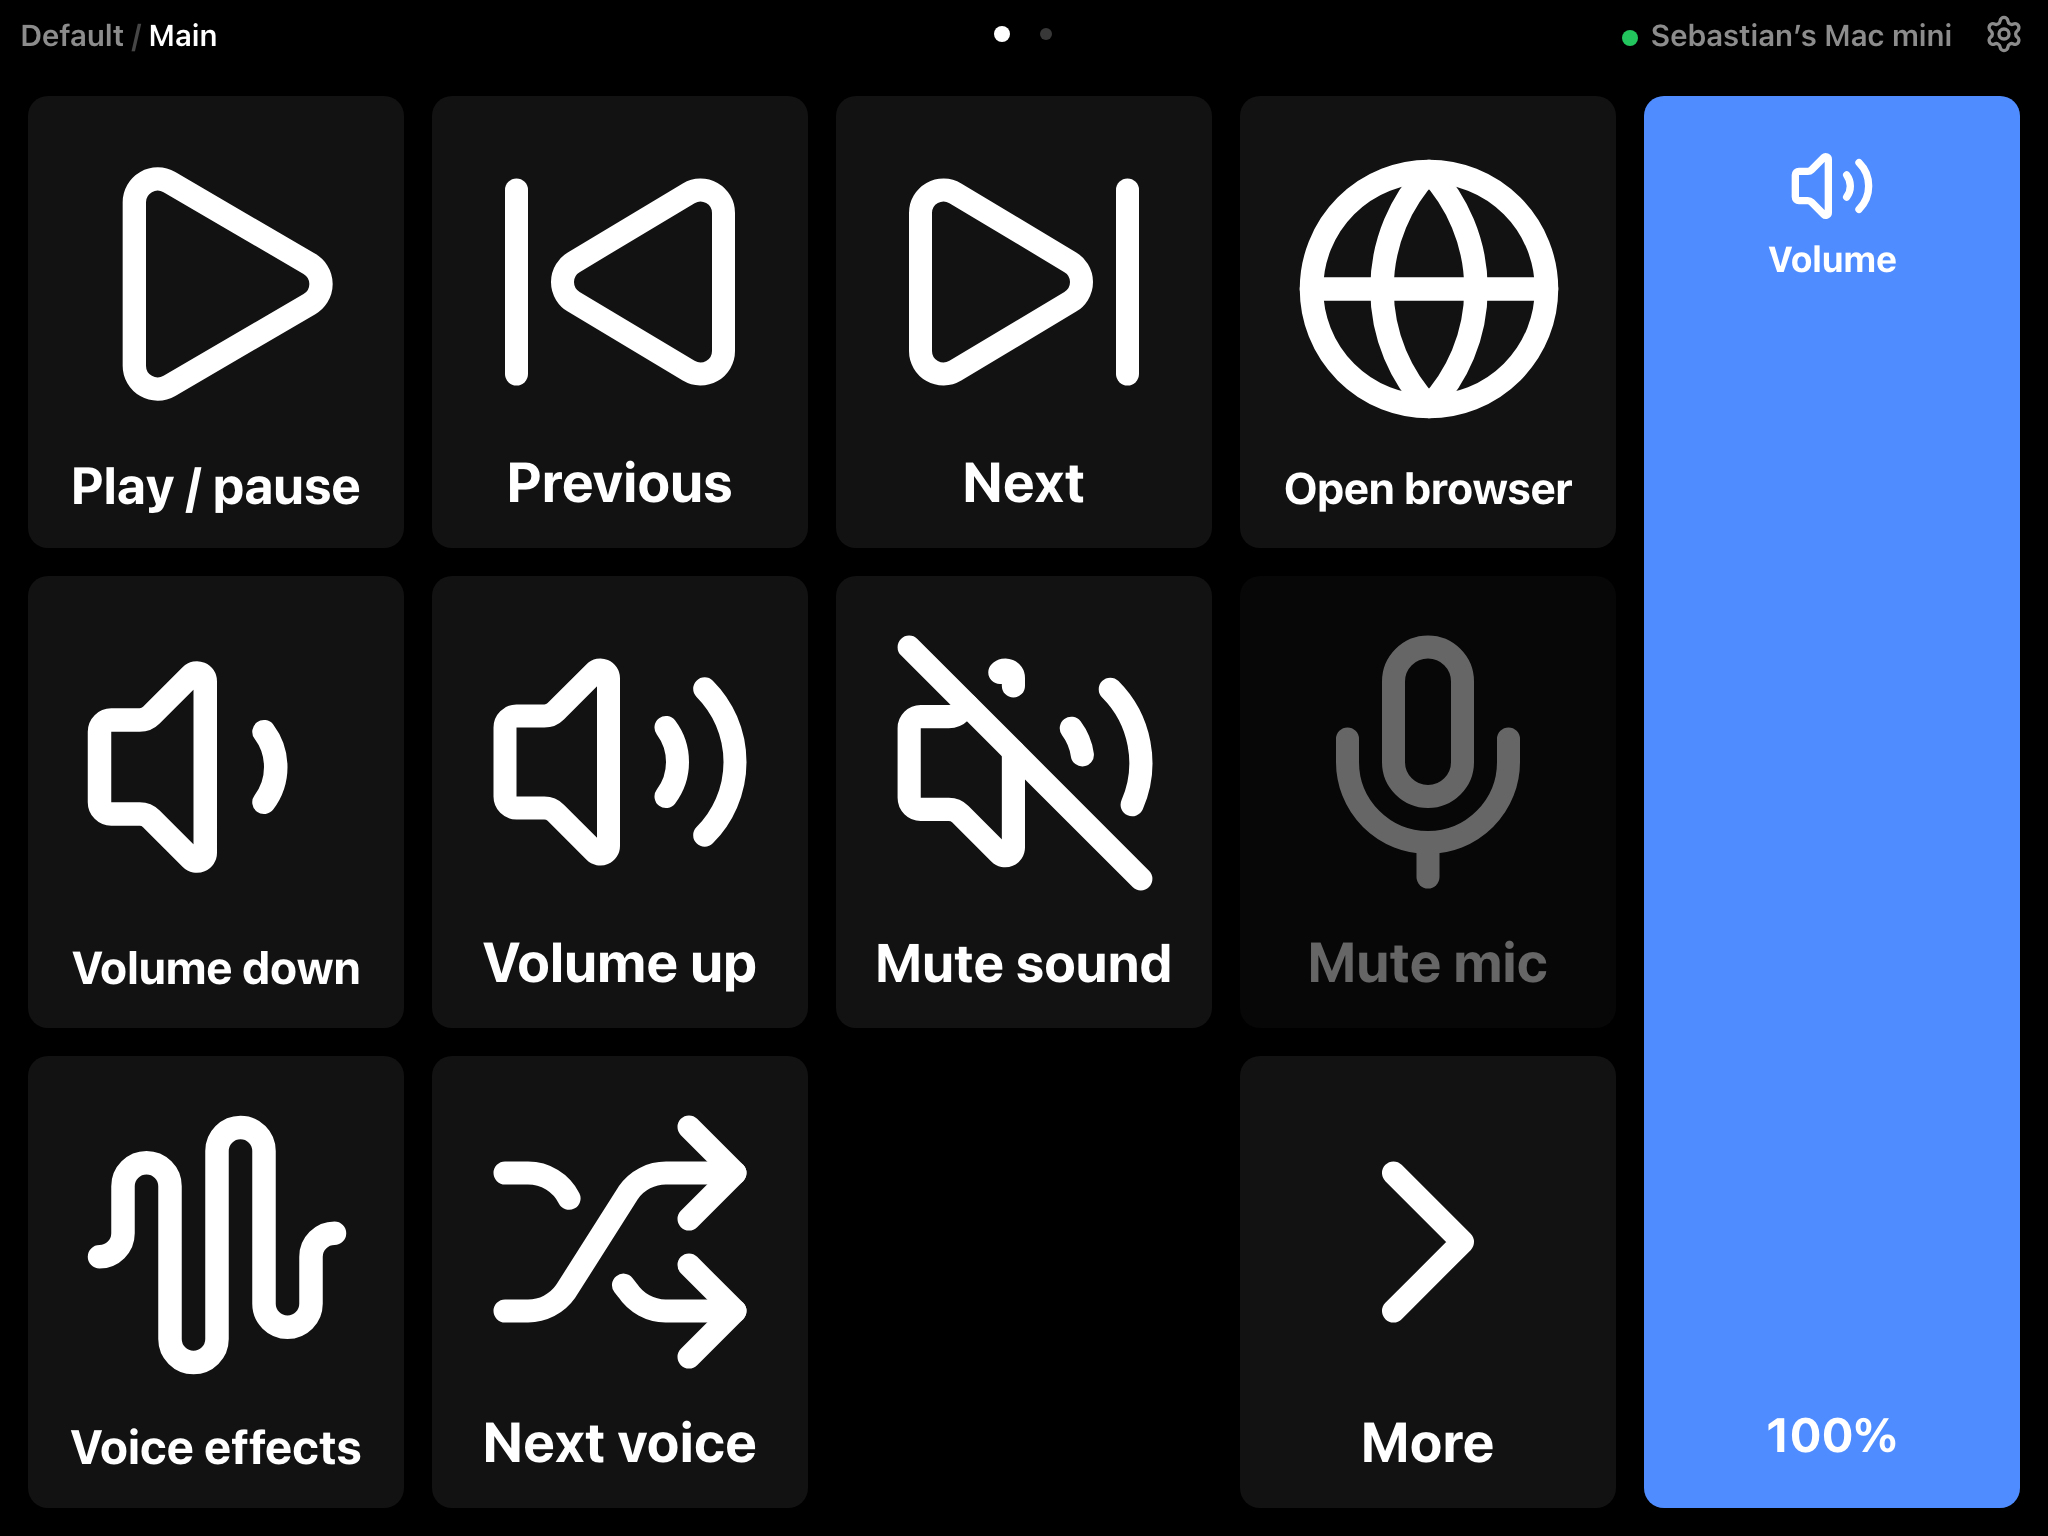 Default / Main
Sebastian’s Mac mini
Play / pause
Previous
Next
Open browser
Volume
Volume down
Volume up
Mute sound
Mute mic
Voice effects
Next voice
More
100%